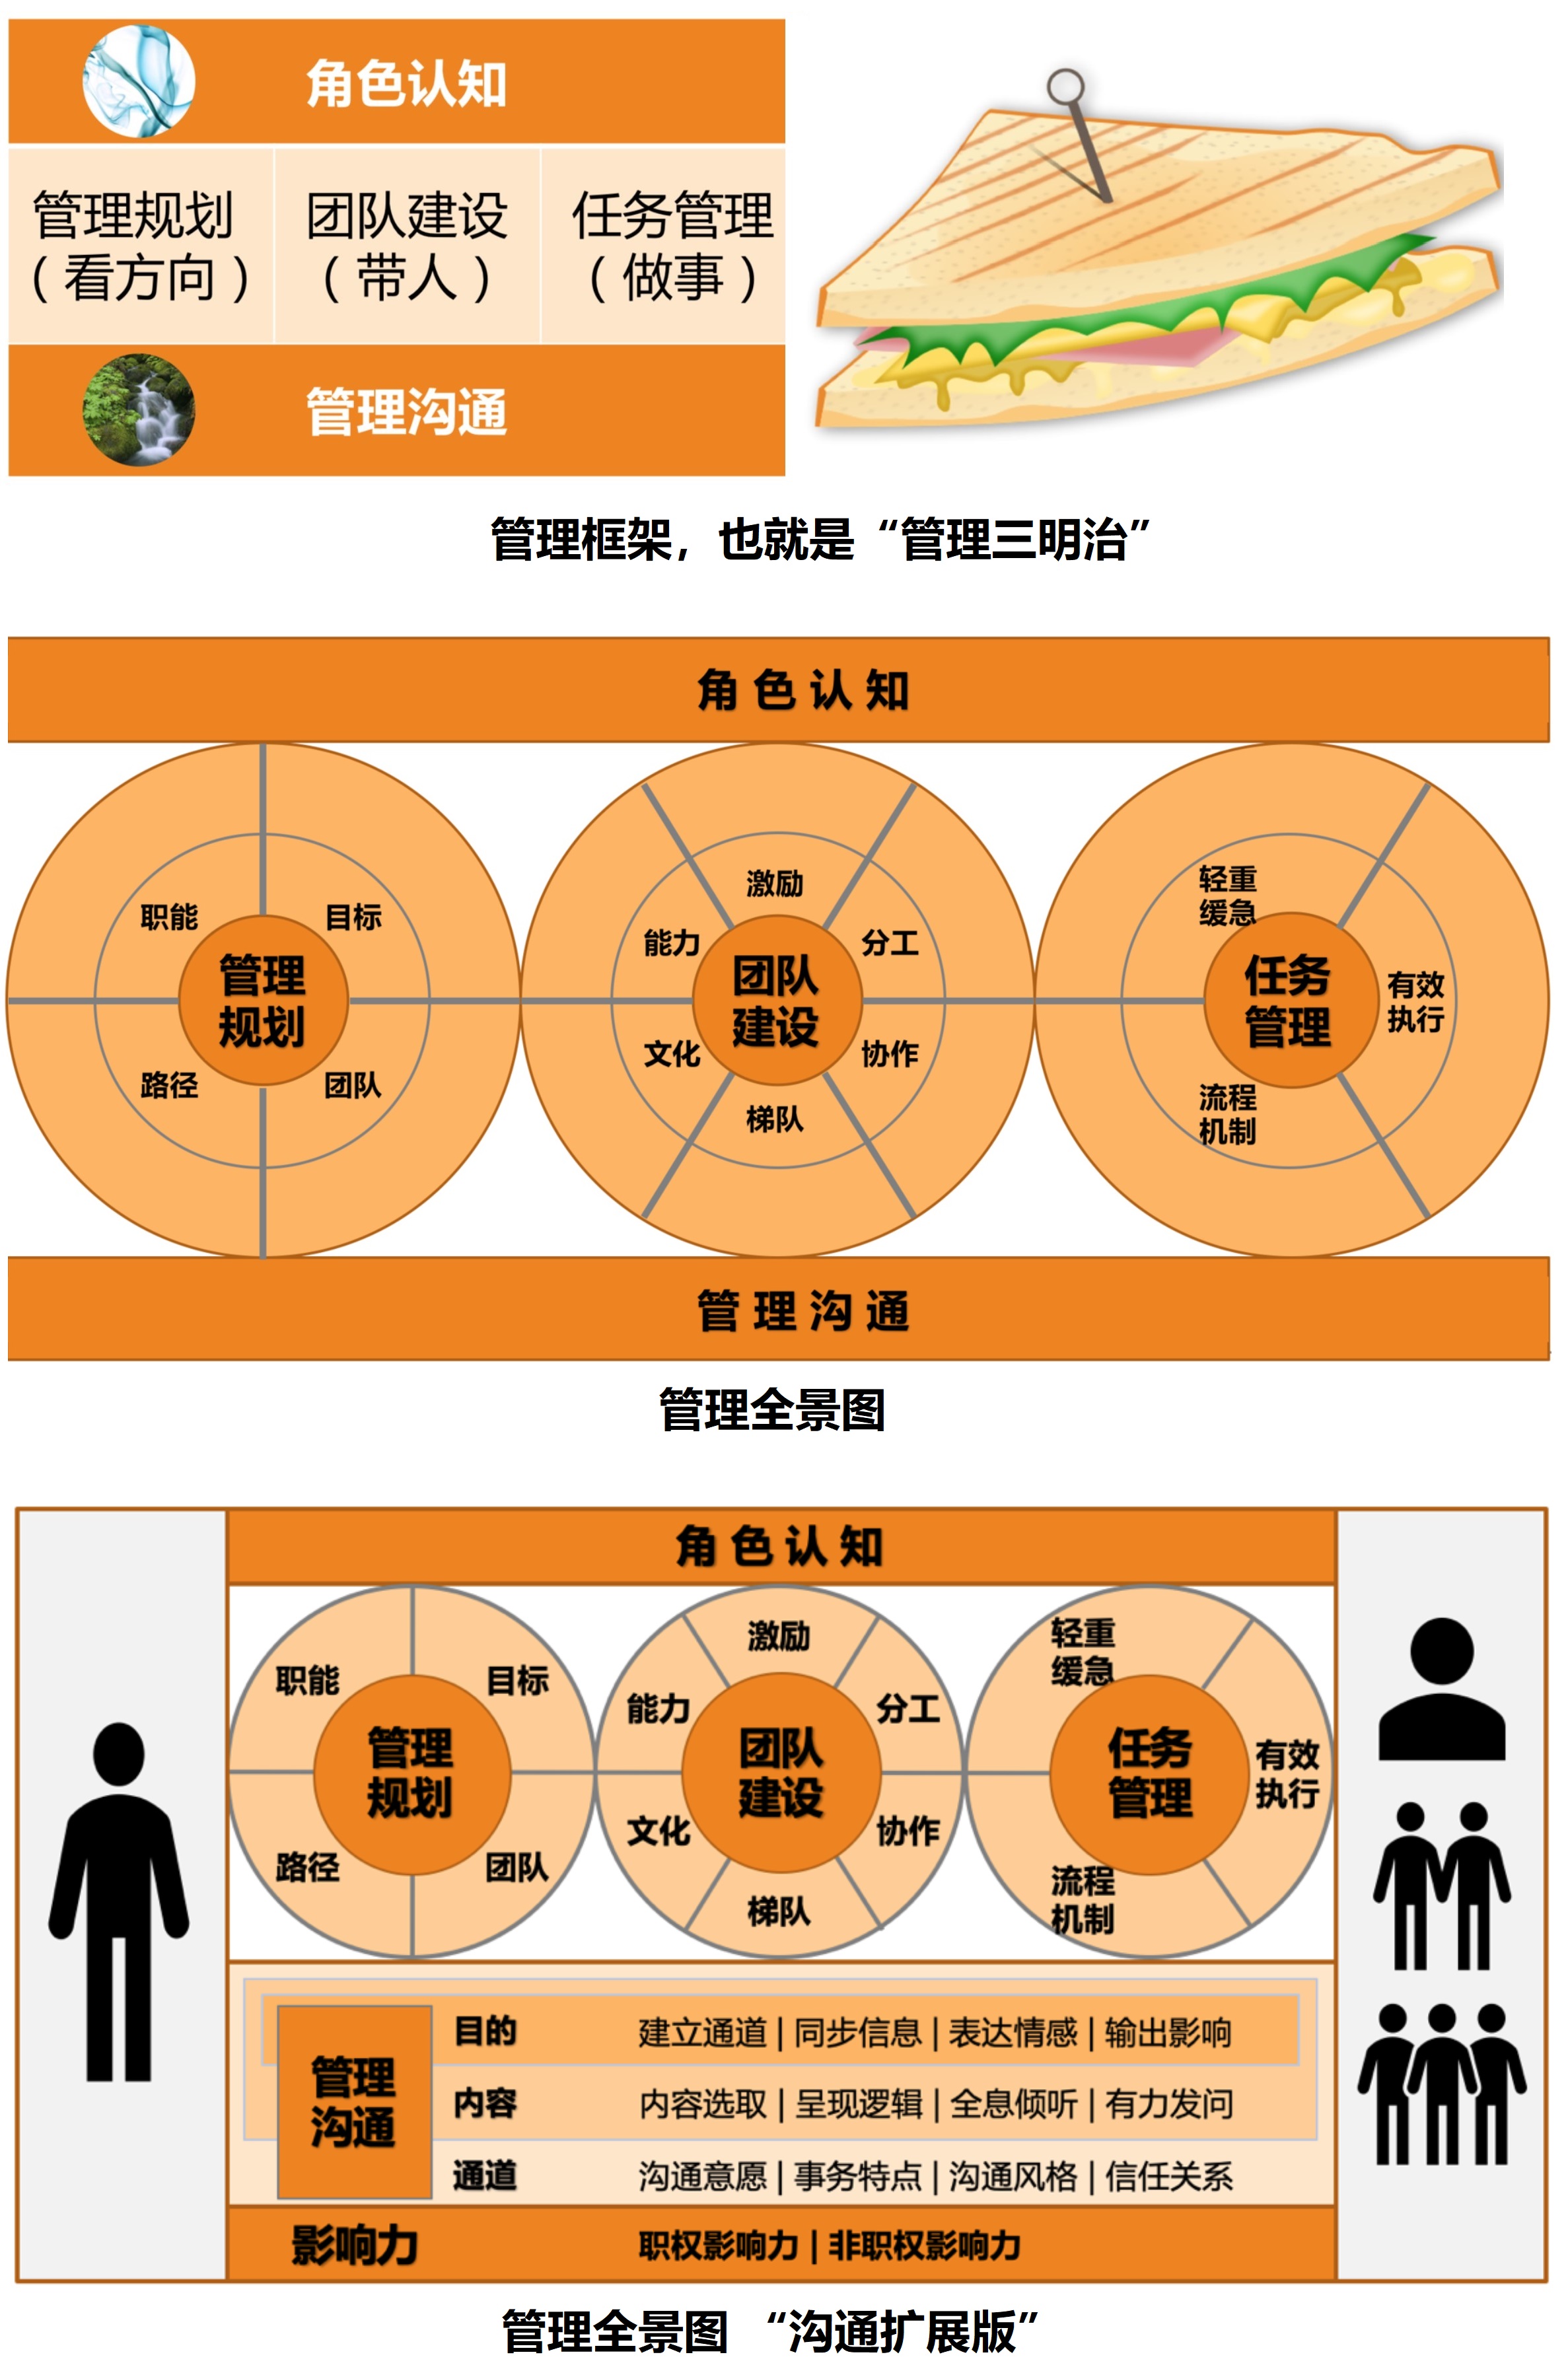 角色认知
管理规划 团队建设 任务管理
（看方向） （带人） （做事）
管理沟通
管理框架，也就是“管理三明治”
角色认知
职能
目标
路径
团队
管理
规划
激励
能力
分工
文化
协作
梯队
团队
建设
轻重
缓急
有效
执行
流程
机制
任务
管理
管理沟通
管理全景图
角色认知
职能
目标
路径
团队
管理
规划
激励
能力
分工
文化
协作
梯队
团队
建设
轻重
缓急
有效
执行
流程
机制
任务
管理
管理
沟通
目的 建立通道 | 同步信息 | 表达情感 | 输出影响
内容 内容选取 | 呈现逻辑 | 全息倾听 | 有力发问
通道 沟通意愿 | 事务特点 | 沟通风格 | 信任关系
影响力 职权影响力 | 非职权影响力
管理全景图 “沟通扩展版”